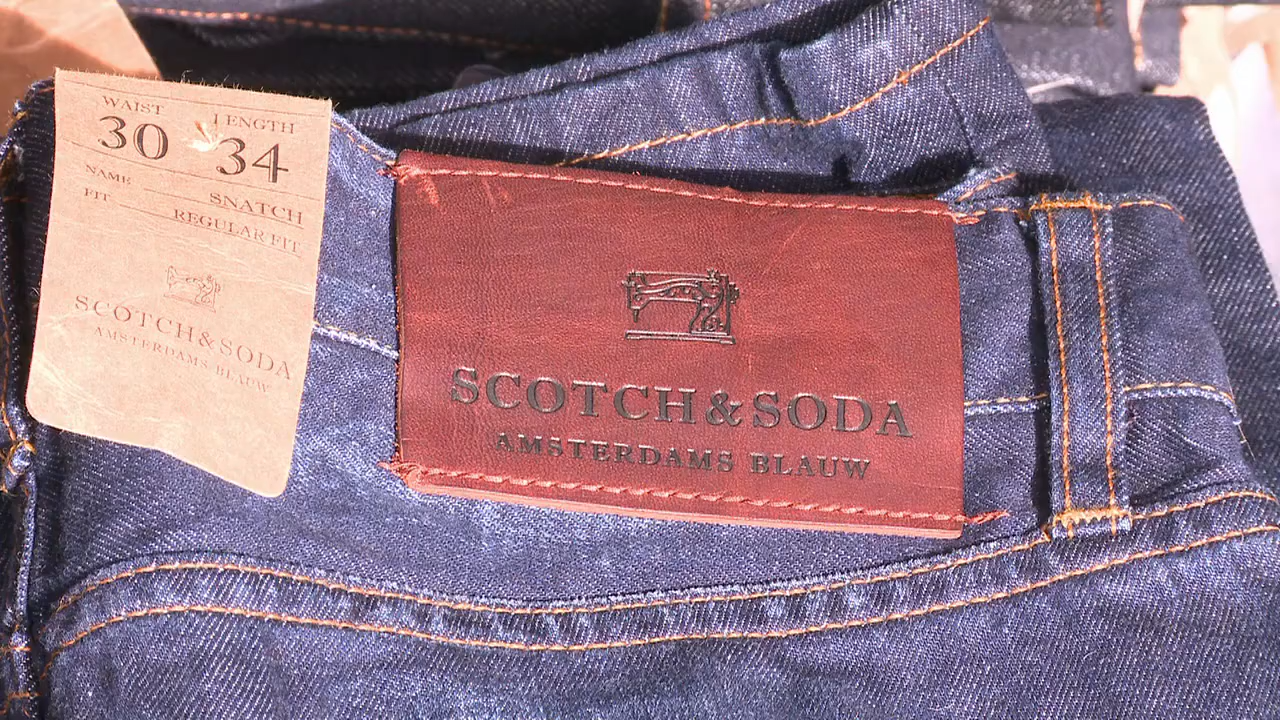 WAIST LENGTH
30 34
NAME SNATCH
FIT REGULAR FIT
SCOTCH&SODA
AMSTERDAMS BLAUW
SCOTCH&SODA
AMSTERDAMS BLAUW